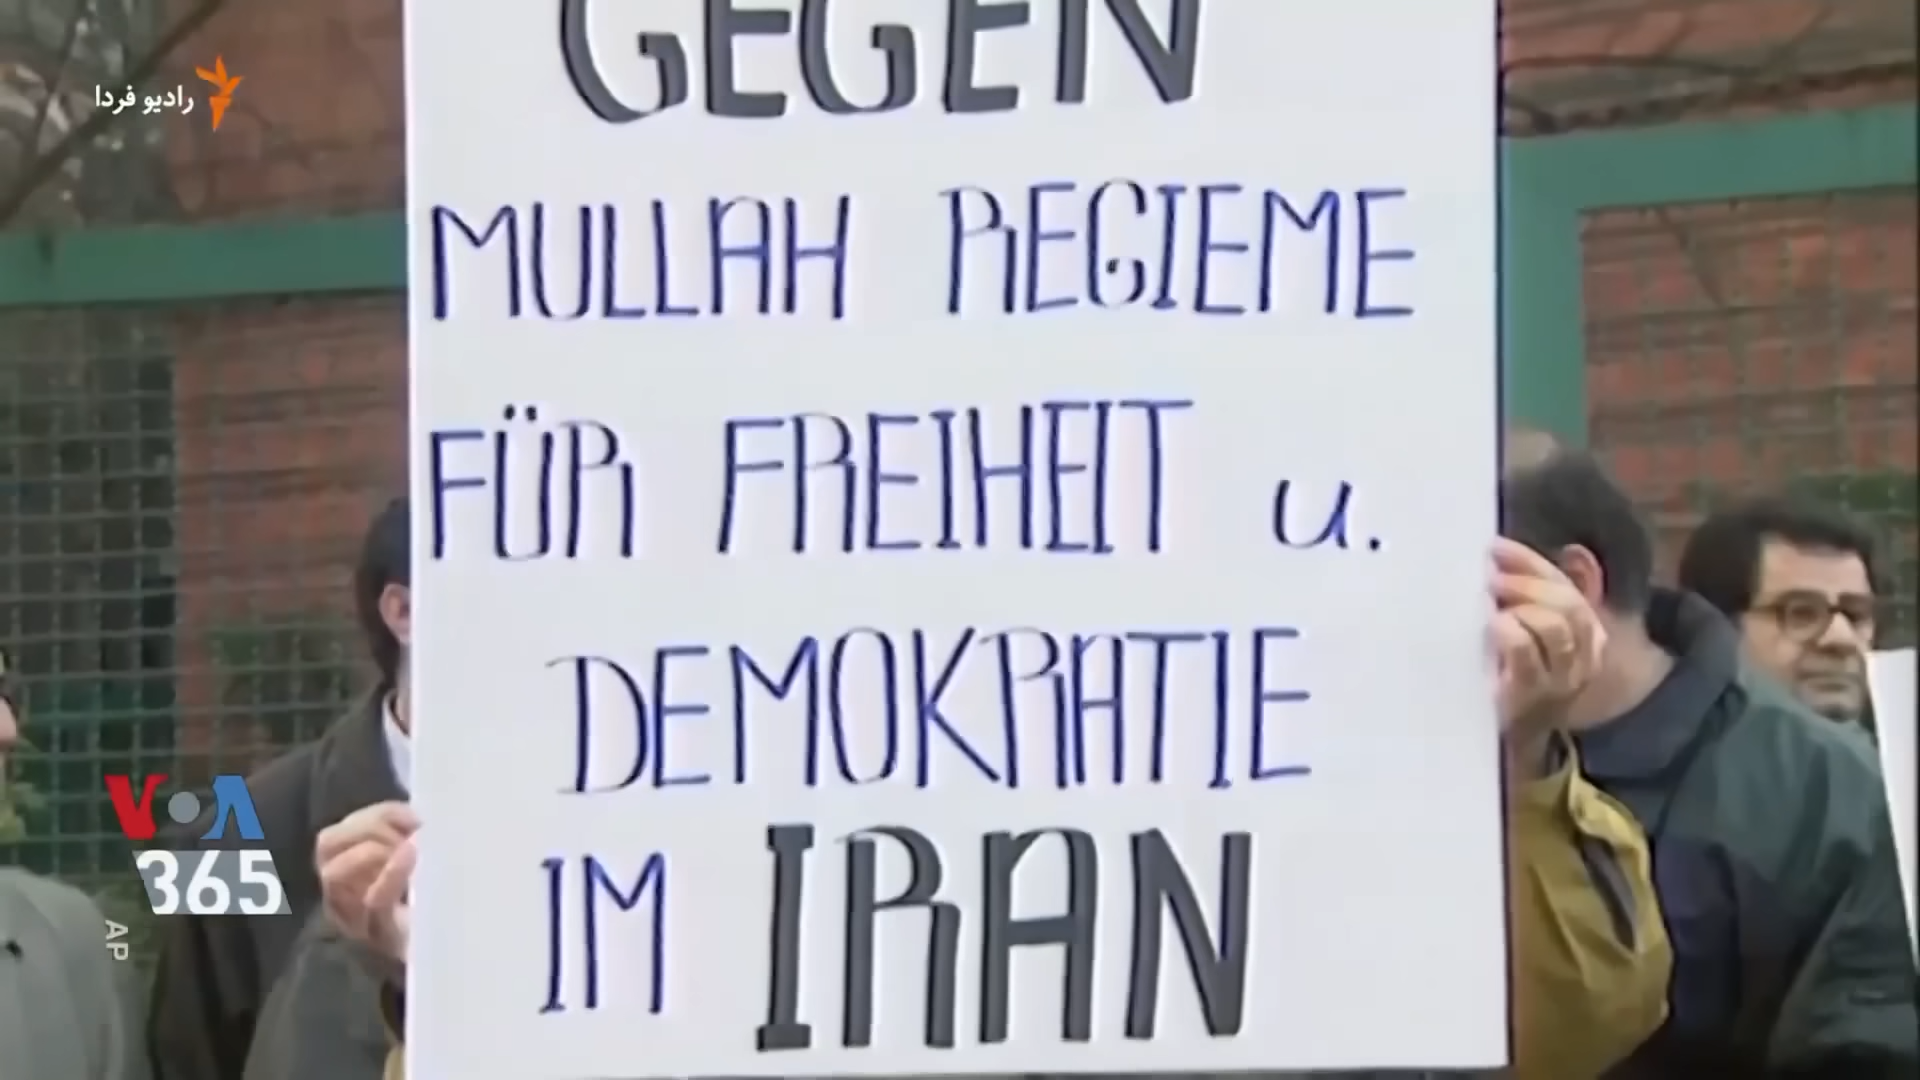 رادیو فردا
GEGEN
MULLAH REGIEME
FÜR FREIHEIT u.
DEMOKRATIE
IM IRAN
VOA
365
AP